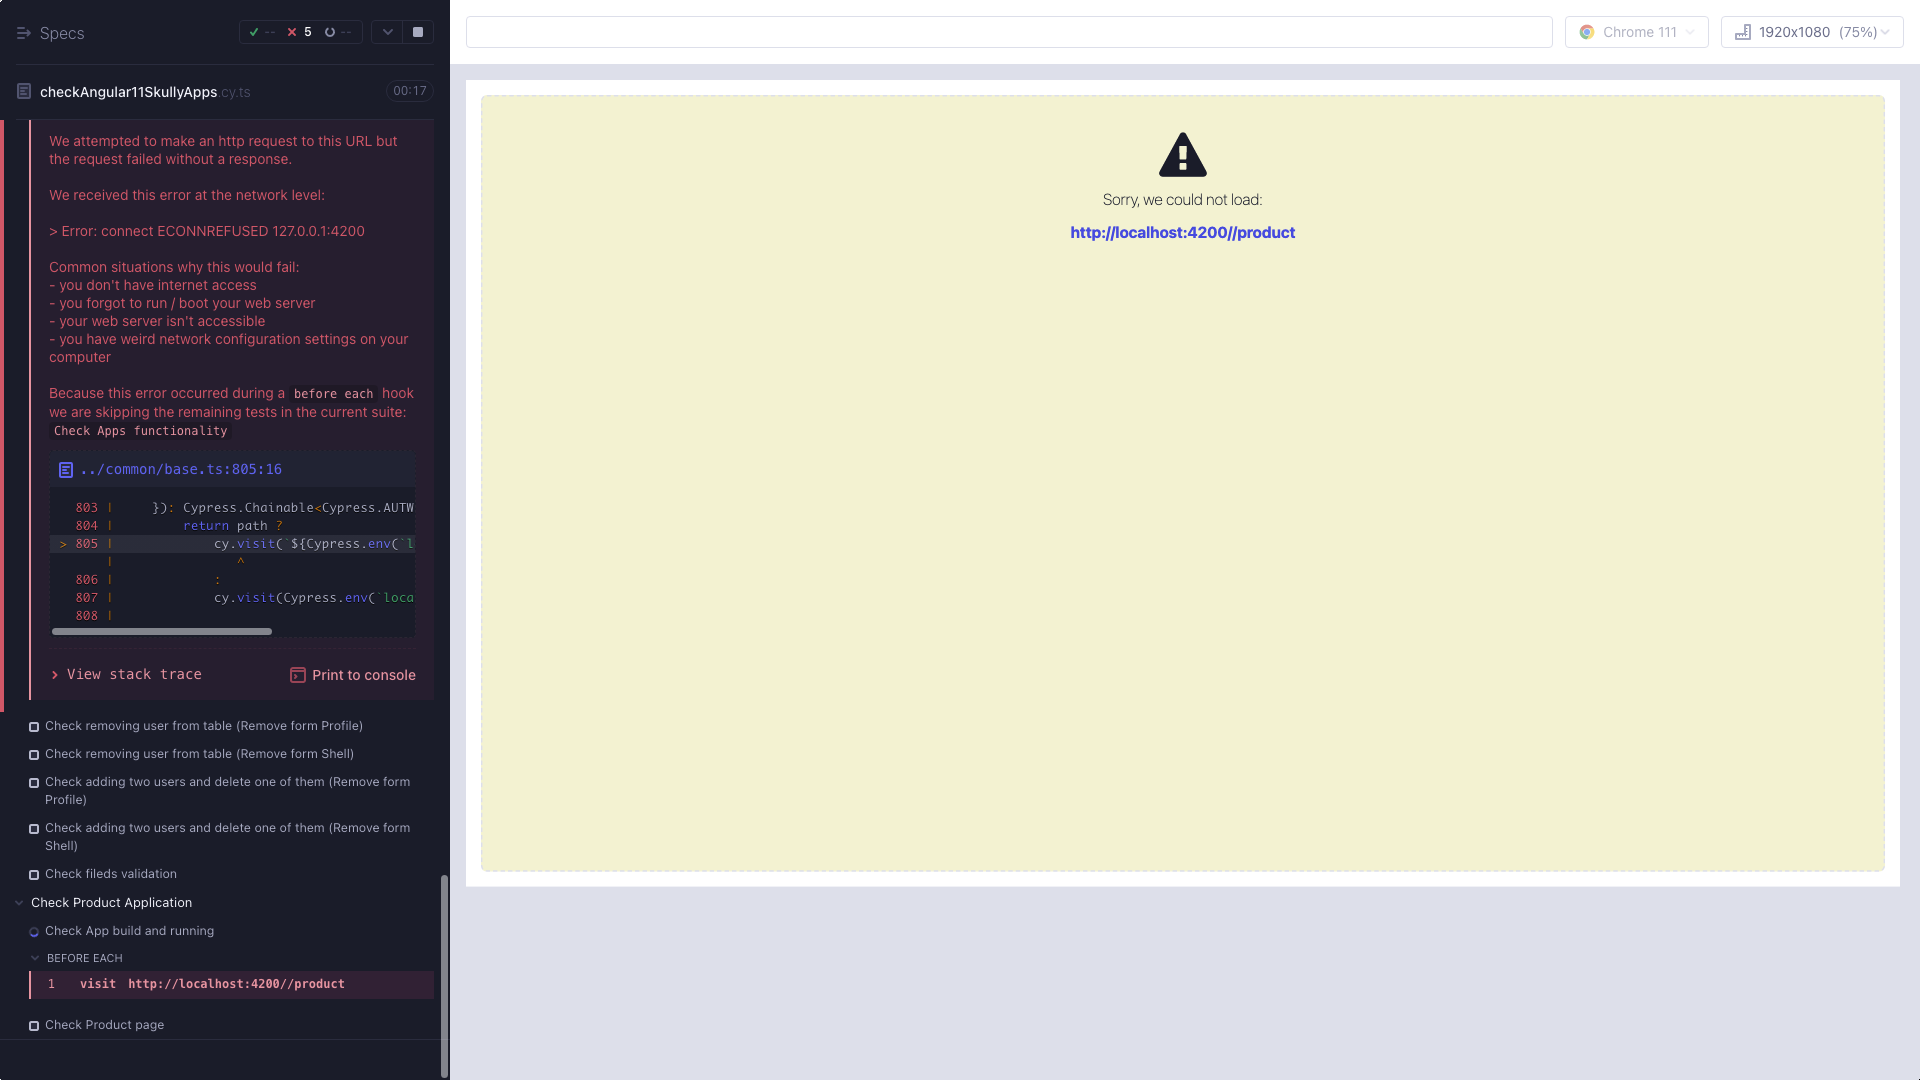 Specs
--
5
--
checkAngular11SkullyApps.cy.ts
00:17
We attempted to make an http request to this URL but
the request failed without a response.
We received this error at the network level:
> Error: connect ECONNREFUSED 127.0.0.1:4200
Common situations why this would fail:
- you don't have internet access
- you forgot to run / boot your web server
- your web server isn't accessible
- you have weird network configuration settings on your
computer
Because this error occurred during a before each hook
we are skipping the remaining tests in the current suite:
Check Apps functionality
../common/base.ts:805:16
803 | }): Cypress.Chainable<Cypress.AUTW
804 | return path ?
> 805 | cy.visit(`${Cypress.env(`l
| ^
806 | :
807 | cy.visit(Cypress.env(`loca
808 |
> View stack trace
Print to console
Check removing user from table (Remove form Profile)
Check removing user from table (Remove form Shell)
Check adding two users and delete one of them (Remove form
Profile)
Check adding two users and delete one of them (Remove form
Shell)
Check fileds validation
Check Product Application
Check App build and running
BEFORE EACH
1 visit http://localhost:4200//product
Check Product page
Chrome 111
1920x1080 (75%)
Sorry, we could not load:
http://localhost:4200//product